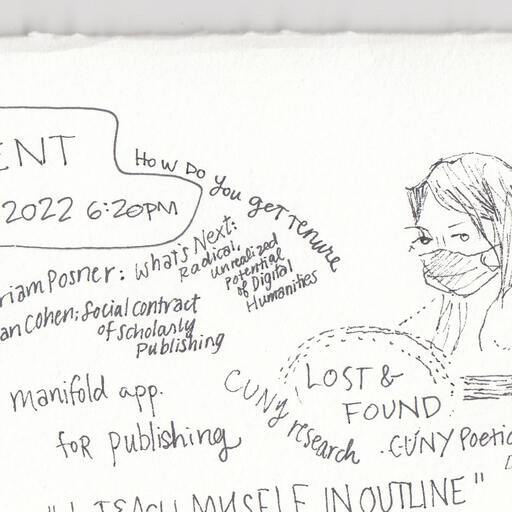 ENT
2022 6:20PM
How Do You get Tenure
riam Posner: What's Next:
Radical,
unrealized
Potential
of Digital
Humanities
an Cohen; Social contract
of Scholarly
Publishing
manifold app.
foR publishing
LOST &
FOUND
CUNY research
CUNY Poetic
"I TEACH MYSELF IN OUTLINE"